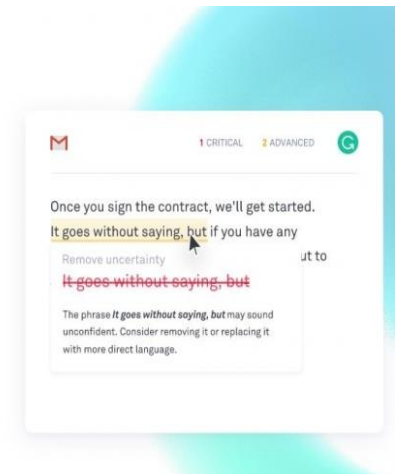 1 CRITICAL 2 ADVANCED
Once you sign the contract, we'll get started.
It goes without saying, but if you have any
ut to
Remove uncertainty
It goes without saying, but
The phrase It goes without saying, but may sound
unconfident. Consider removing it or replacing it
with more direct language.